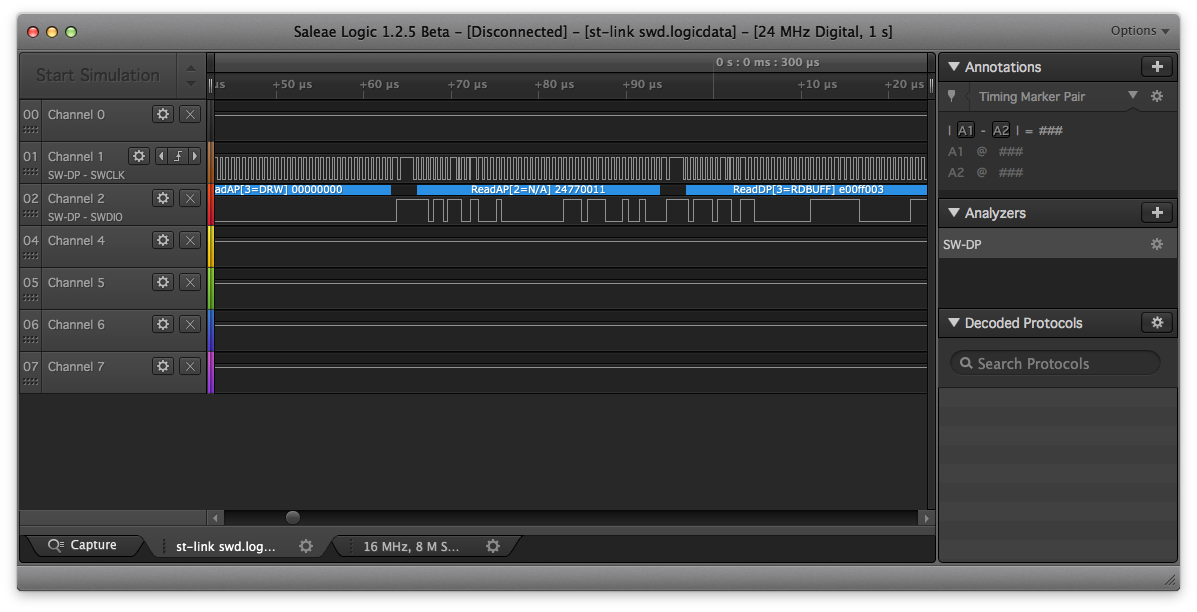 Saleae Logic 1.2.5 Beta – [Disconnected] – [st-link swd.logicdata] – [24 MHz Digital, 1 s]
Options
Start Simulation
0 s : 0 ms : 300 µs
µs +50 µs +60 µs +70 µs +80 µs +90 µs +10 µs +20 µs
00 Channel 0
01 Channel 1
SW-DP - SWCLK
adAP[3=DRW] 00000000 ReadAP[2=N/A] 24770011 ReadDP[3=RDBUFF] e00ff003
02 Channel 2
SW-DP - SWDIO
04 Channel 4
05 Channel 5
06 Channel 6
07 Channel 7
Annotations
Timing Marker Pair
| A1 - A2 | = ###
A1 @ ###
A2 @ ###
Analyzers
SW-DP
Decoded Protocols
Search Protocols
Capture
st-link swd.log...
16 MHz, 8 M S...